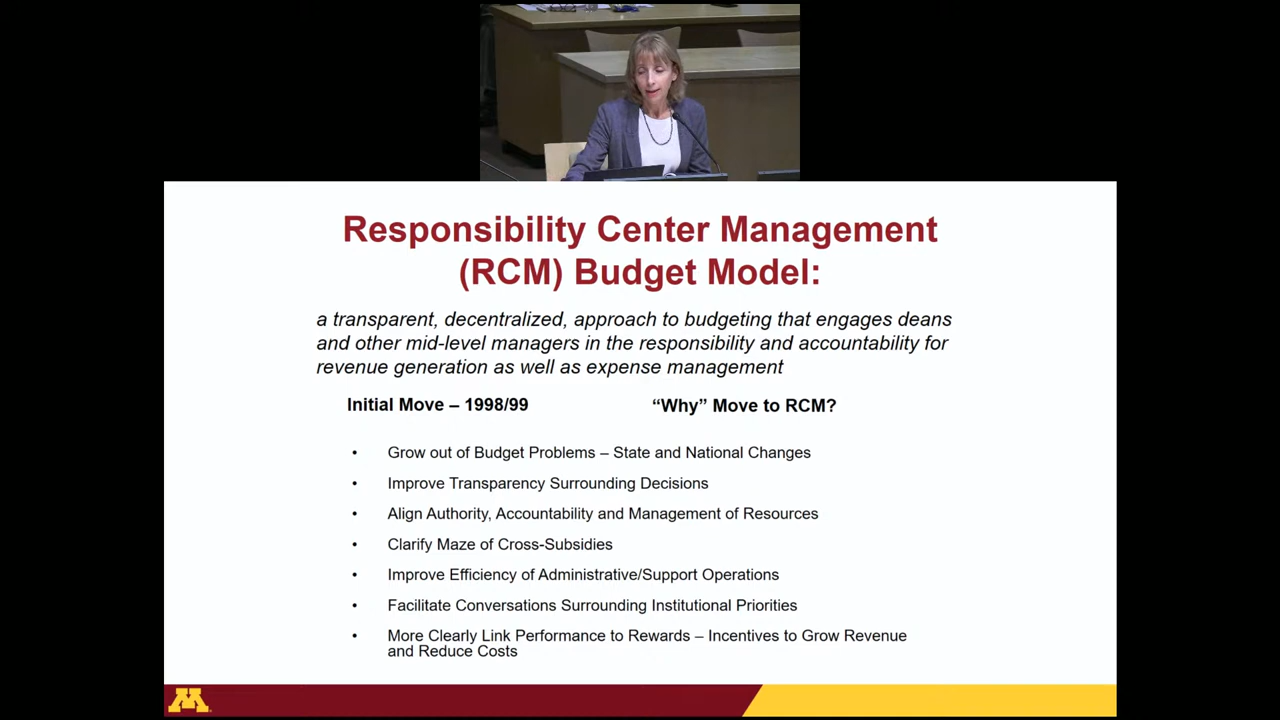 Responsibility Center Management
(RCM) Budget Model:
a transparent, decentralized, approach to budgeting that engages deans
and other mid-level managers in the responsibility and accountability for
revenue generation as well as expense management
Initial Move – 1998/99
“Why” Move to RCM?
• Grow out of Budget Problems – State and National Changes
• Improve Transparency Surrounding Decisions
• Align Authority, Accountability and Management of Resources
• Clarify Maze of Cross-Subsidies
• Improve Efficiency of Administrative/Support Operations
• Facilitate Conversations Surrounding Institutional Priorities
• More Clearly Link Performance to Rewards – Incentives to Grow Revenue
and Reduce Costs
M